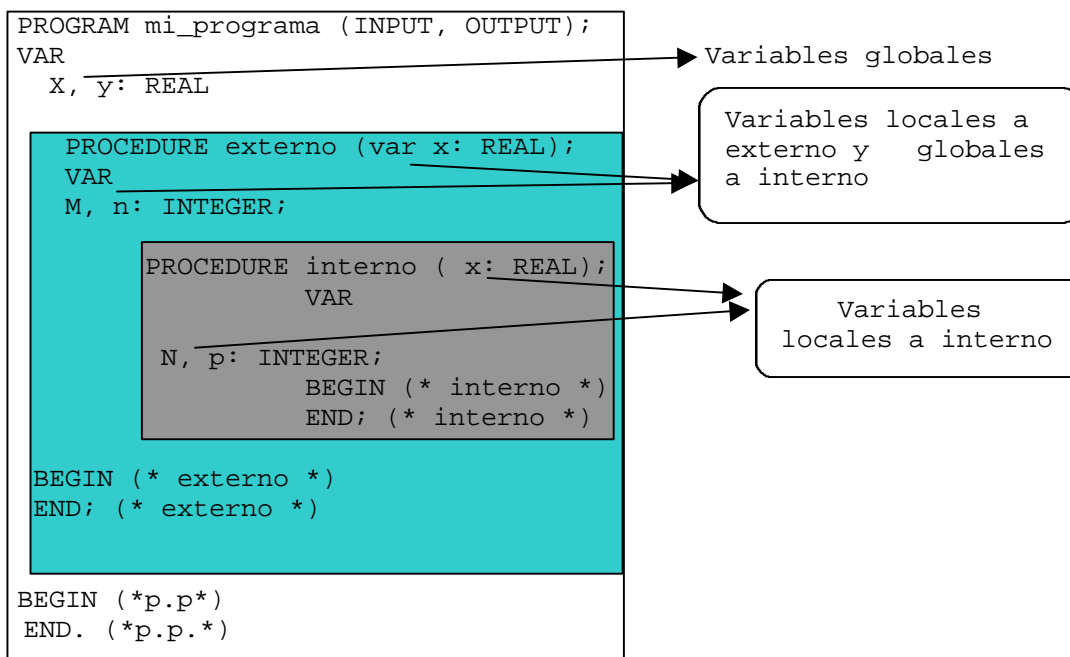 PROGRAM mi_programa (INPUT, OUTPUT);
VAR
X, y: REAL
PROCEDURE externo (var x: REAL);
VAR
M, n: INTEGER;
PROCEDURE interno ( x: REAL);
VAR
N, p: INTEGER;
BEGIN (* interno *)
END; (* interno *)
BEGIN (* externo *)
END; (* externo *)
BEGIN (*p.p*)
END. (*p.p.*)
Variables globales
Variables locales a
externo y globales
a interno
Variables
locales a interno